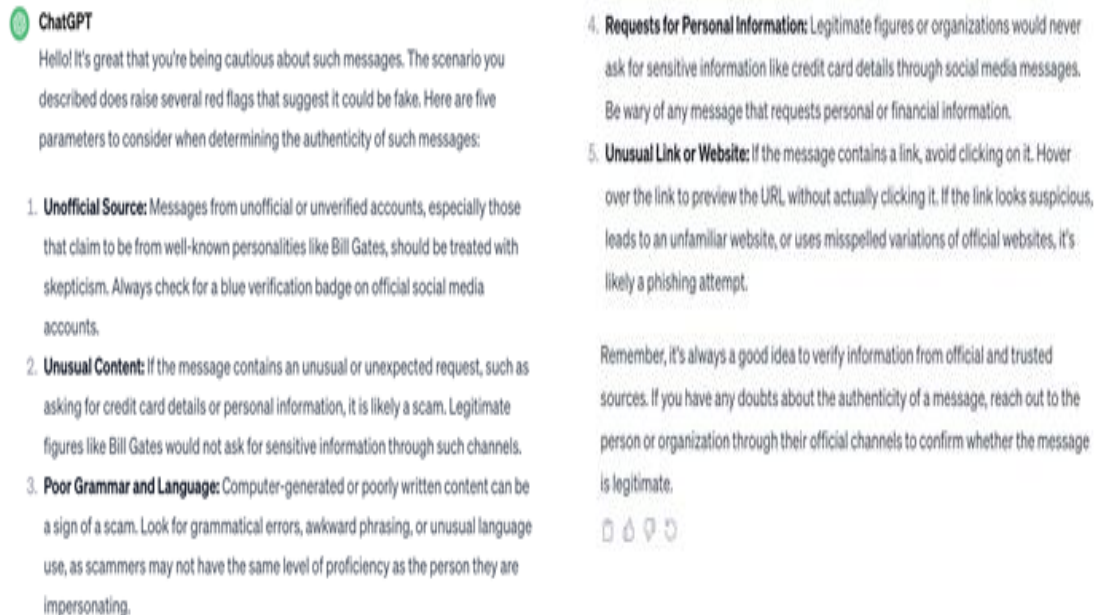 ChatGPT
Hello! It's great that you're being cautious about such messages. The scenario you
described does raise several red flags that suggest it could be fake. Here are five
parameters to consider when determining the authenticity of such messages:
1. Unofficial Source: Messages from unofficial or unverified accounts, especially those
that claim to be from well-known personalities like Bill Gates, should be treated with
skepticism. Always check for a blue verification badge on official social media
accounts.
2. Unusual Content: If the message contains an unusual or unexpected request, such as
asking for credit card details or personal information, it is likely a scam. Legitimate
figures like Bill Gates would not ask for sensitive information through such channels.
3. Poor Grammar and Language: Computer-generated or poorly written content can be
a sign of a scam. Look for grammatical errors, awkward phrasing, or unusual language
use, as scammers may not have the same level of proficiency as the person they are
impersonating.
4. Requests for Personal Information: Legitimate figures or organizations would never
ask for sensitive information like credit card details through social media messages.
Be wary of any message that requests personal or financial information.
5. Unusual Link or Website: If the message contains a link, avoid clicking on it. Hover
over the link to preview the URL without actually clicking it. If the link looks suspicious,
leads to an unfamiliar website, or uses misspelled variations of official websites, it's
likely a phishing attempt.
Remember, it's always a good idea to verify information from official and trusted
sources. If you have any doubts about the authenticity of a message, reach out to the
person or organization through their official channels to confirm whether the message
is legitimate.